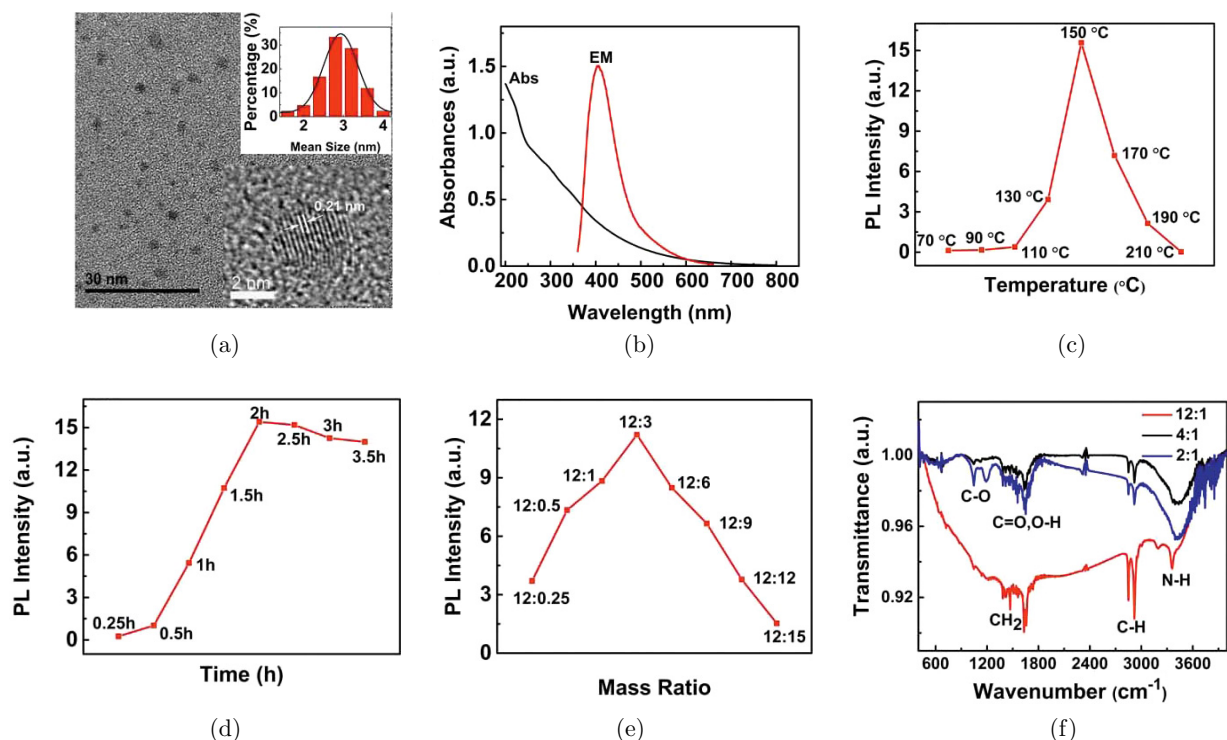 Percentage (%)
30
20
10
0
2 3 4
Mean Size (nm)
0.21 nm
30 nm
2 nm
(a)
Absorbances (a.u.)
2.0
1.5
1.0
0.5
0.0
Abs
EM
200 300 400 500 600 700 800
Wavelength (nm)
(b)
PL Intensity (a.u.)
15
12
9
6
3
0
150 °C
170 °C
130 °C
190 °C
70 °C 90 °C
110 °C
210 °C
Temperature (°C)
(c)
PL Intensity (a.u.)
15
12
9
6
3
0
2h
2.5h
3h
3.5h
1.5h
1h
0.25h
0.5h
Time (h)
(d)
PL Intensity (a.u.)
12
9
6
3
0
12:3
12:1
12:6
12:0.5
12:9
12:0.25
12:12
12:15
Mass Ratio
(e)
Transmittance (a.u.)
1.00
0.96
0.92
12:1
4:1
2:1
C-O
C=O,O-H
N-H
CH2
C-H
600 1200 1800 2400 3000 3600
Wavenumber (cm-1)
(f)